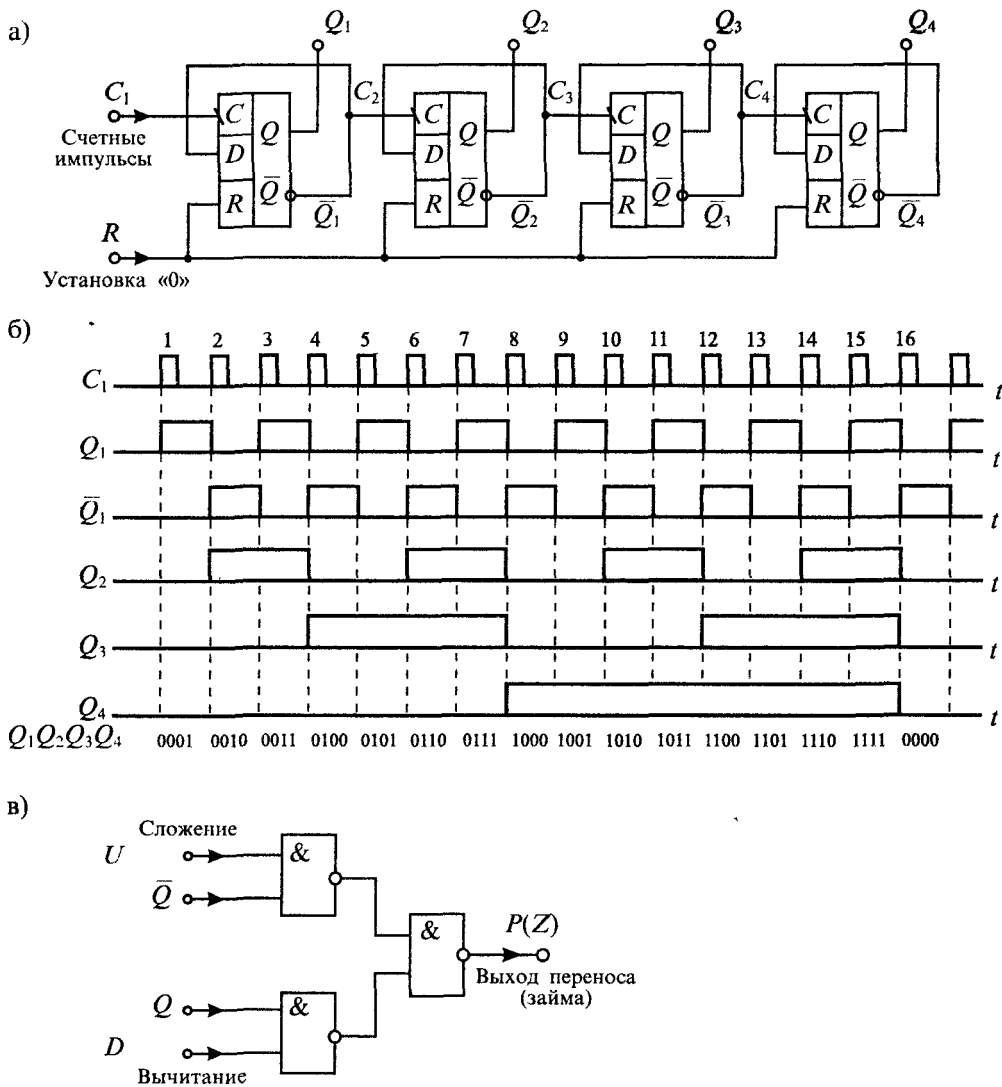 а)
Q₁ Q₂ Q₃ Q₄
C₁ C₂ C₃ C₄
Счетные
импульсы
C Q C Q C Q C Q
D D D D
R Q̅ R Q̅ R Q̅ R Q̅
Q̅₁ Q̅₂ Q̅₃ Q̅₄
R
Установка «0»
б)
1 2 3 4 5 6 7 8 9 10 11 12 13 14 15 16
C₁ t
Q₁ t
Q̅₁ t
Q₂ t
Q₃ t
Q₄ t
Q₁Q₂Q₃Q₄ 0001 0010 0011 0100 0101 0110 0111 1000 1001 1010 1011 1100 1101 1110 1111 0000
в)
Сложение
U &
Q̅
& P(Z)
Выход переноса
(займа)
Q &
D
Вычитание